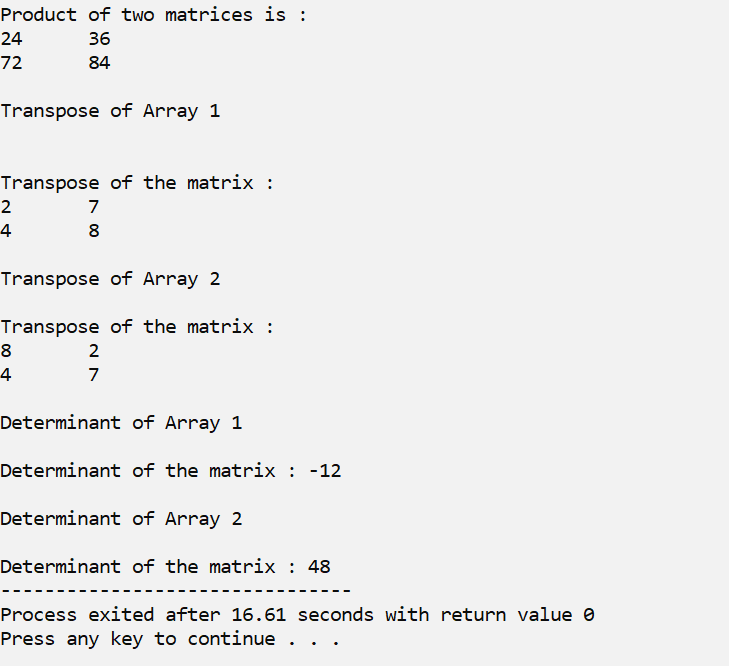 Product of two matrices is :
24      36
72      84
Transpose of Array 1
Transpose of the matrix :
2       7
4       8
Transpose of Array 2
Transpose of the matrix :
8       2
4       7
Determinant of Array 1
Determinant of the matrix : -12
Determinant of Array 2
Determinant of the matrix : 48
--------------------------------
Process exited after 16.61 seconds with return value 0
Press any key to continue . . .